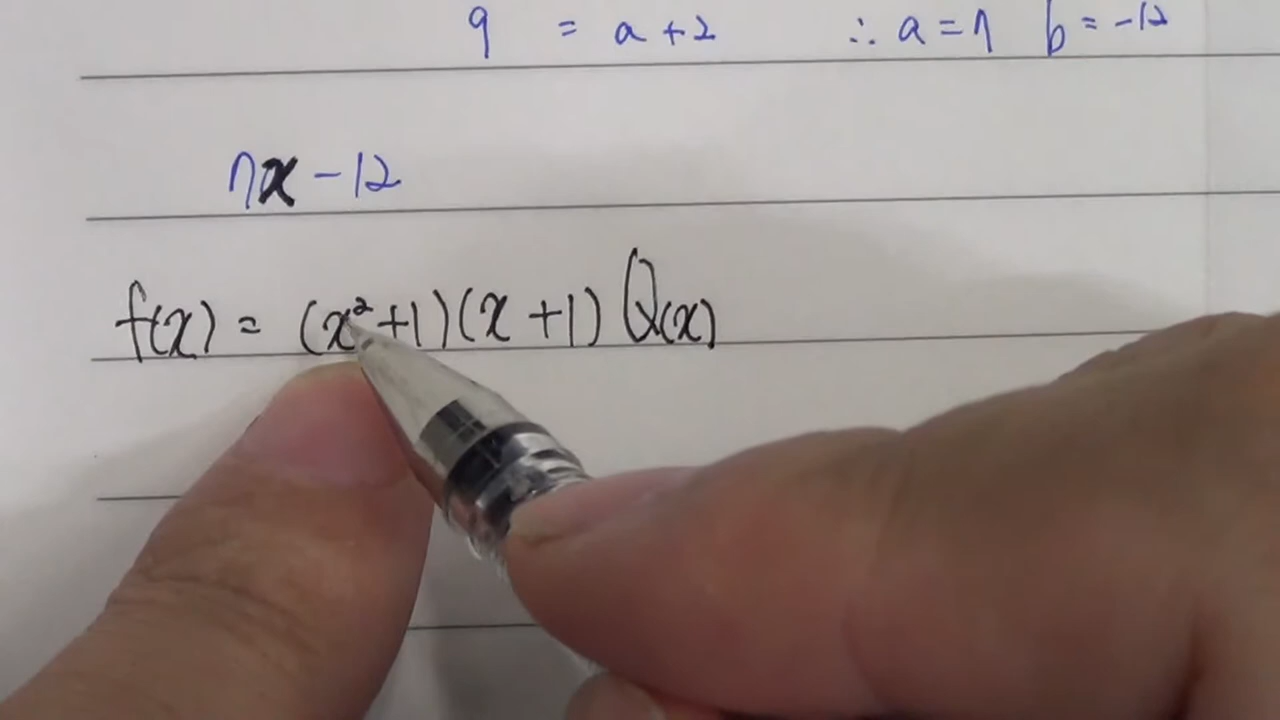 9 = a+2 ∴ a=7 b=-12
7x-12
f(x) = (x²+1)(x+1) Q(x)